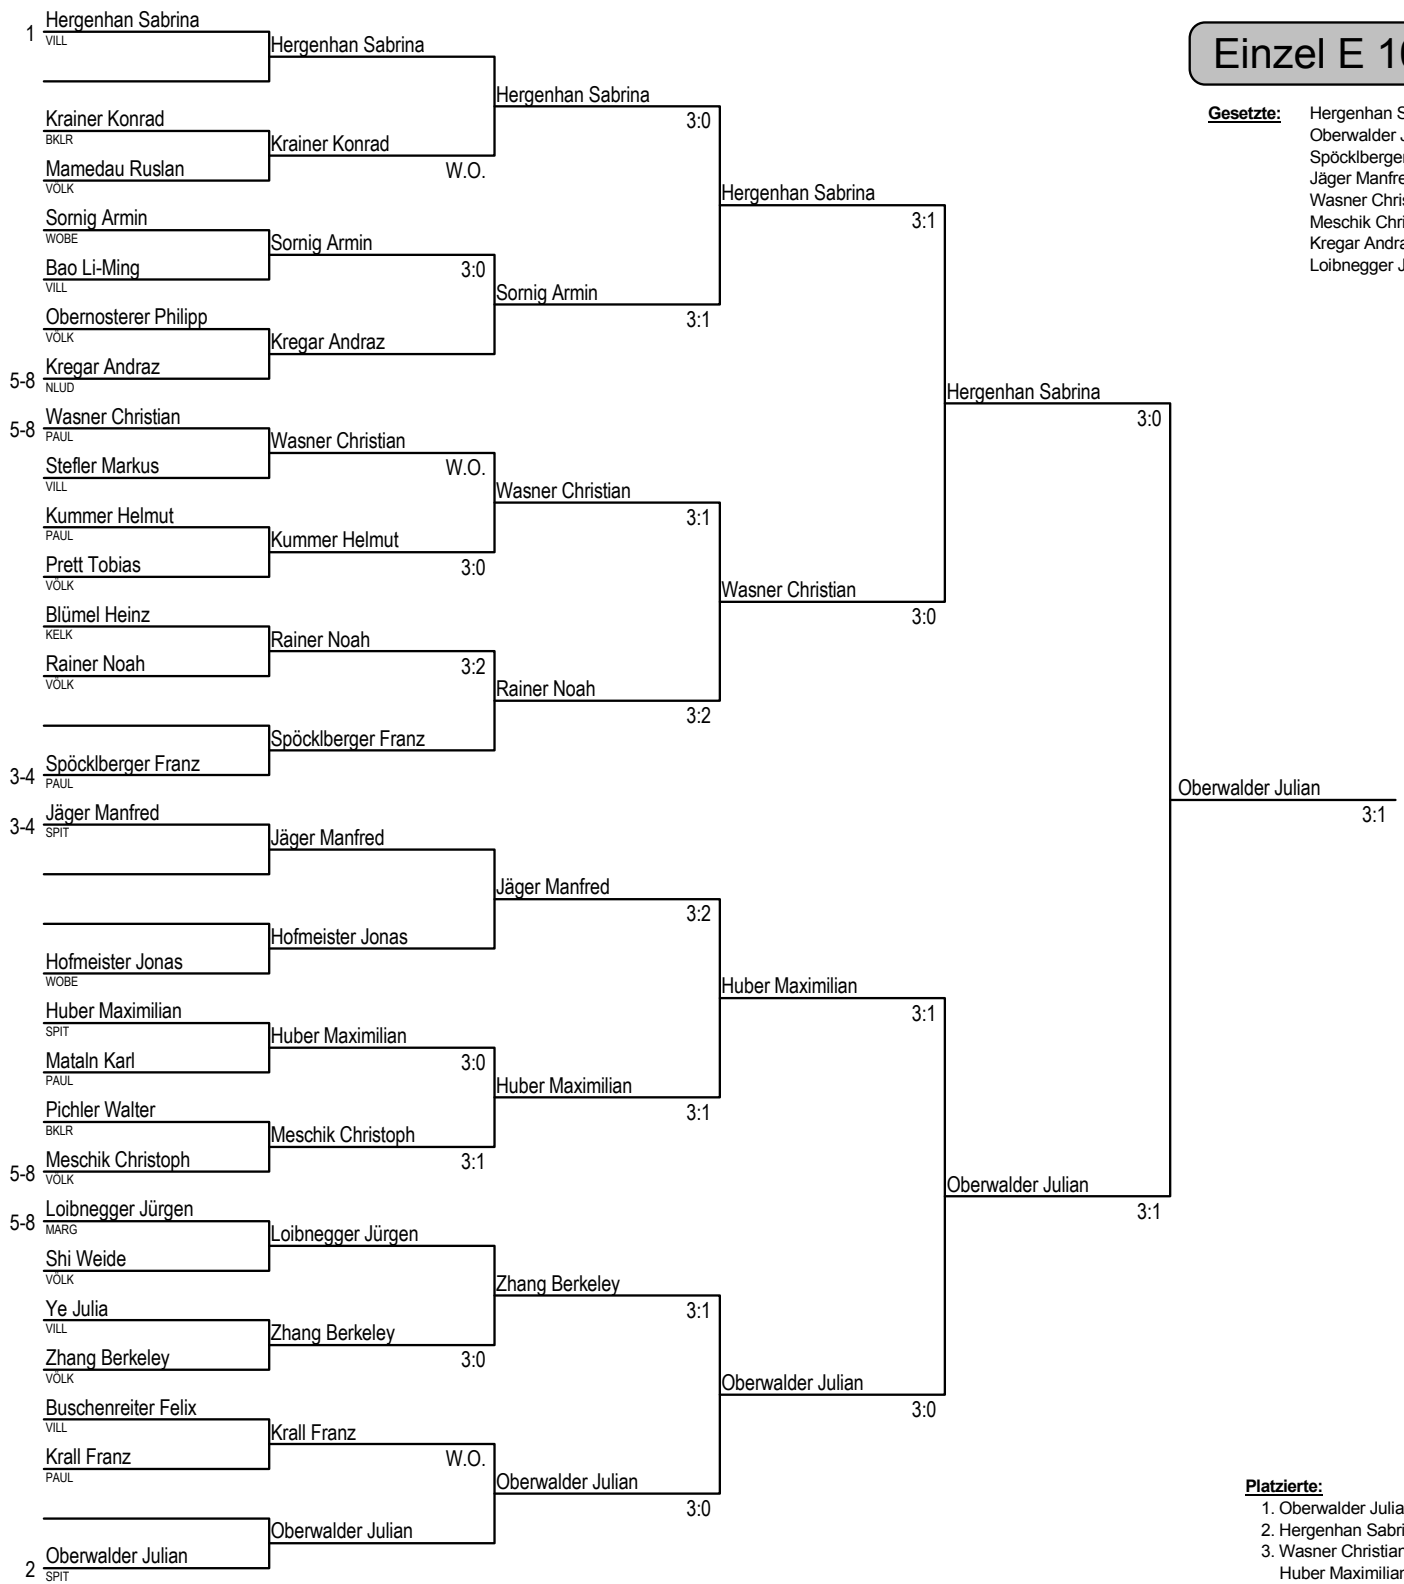 Einzel E 10
Gesetzte:
Hergenhan S
Oberwalder J
Spöcklberger
Jäger Manfre
Wasner Chris
Meschik Chri
Kregar Andra
Loibnegger J
1 Hergenhan Sabrina
VILL
Krainer Konrad
BKLR
Mamedau Ruslan
VÖLK
Sornig Armin
WOBE
Bao Li-Ming
VILL
Obernosterer Philipp
VÖLK
5-8 Kregar Andraz
NLUD
5-8 Wasner Christian
PAUL
Stefler Markus
VILL
Kummer Helmut
PAUL
Prett Tobias
VÖLK
Blümel Heinz
KELK
Rainer Noah
VÖLK
3-4 Spöcklberger Franz
PAUL
3-4 Jäger Manfred
SPIT
Hofmeister Jonas
WOBE
Huber Maximilian
SPIT
Mataln Karl
PAUL
Pichler Walter
BKLR
5-8 Meschik Christoph
VÖLK
5-8 Loibnegger Jürgen
MARG
Shi Weide
VÖLK
Ye Julia
VILL
Zhang Berkeley
VÖLK
Buschenreiter Felix
VILL
Krall Franz
PAUL
2 Oberwalder Julian
SPIT
Hergenhan Sabrina
Krainer Konrad
W.O.
Sornig Armin
3:0
Kregar Andraz
Wasner Christian
W.O.
Kummer Helmut
3:0
Rainer Noah
3:2
Spöcklberger Franz
Jäger Manfred
Hofmeister Jonas
Huber Maximilian
3:0
Meschik Christoph
3:1
Loibnegger Jürgen
Zhang Berkeley
3:0
Krall Franz
W.O.
Oberwalder Julian
Hergenhan Sabrina
3:0
Sornig Armin
3:1
Wasner Christian
3:1
Rainer Noah
3:2
Jäger Manfred
3:2
Huber Maximilian
3:1
Zhang Berkeley
3:1
Oberwalder Julian
3:0
Hergenhan Sabrina
3:1
Wasner Christian
3:0
Huber Maximilian
3:1
Oberwalder Julian
3:0
Hergenhan Sabrina
3:0
Oberwalder Julian
3:1
Oberwalder Julian
3:1
Platzierte:
1. Oberwalder Julia
2. Hergenhan Sabri
3. Wasner Christian
Huber Maximilian